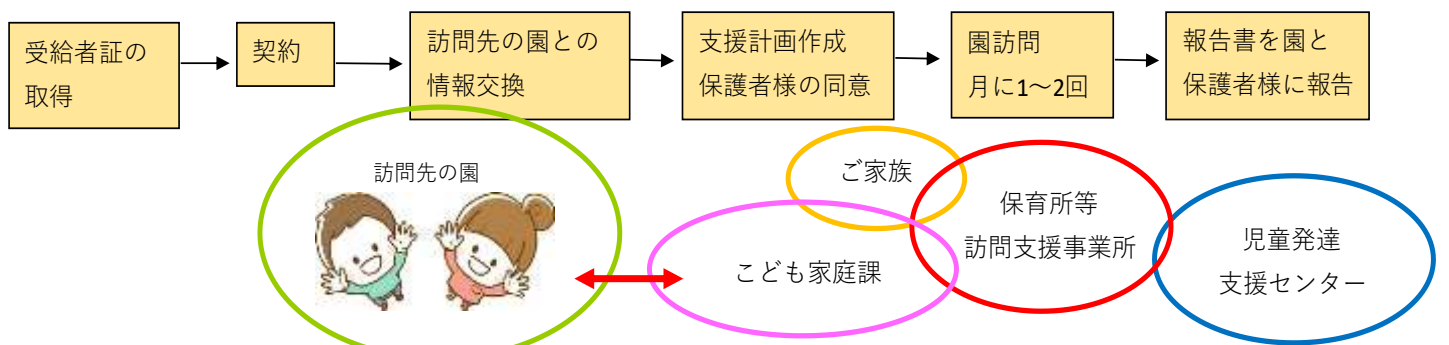 受給者証の
取得
契約
訪問先の園との
情報交換
支援計画作成
保護者様の同意
園訪問
月に1～2回
報告書を園と
保護者様に報告
訪問先の園
ご家族
保育所等
訪問支援事業所
こども家庭課
児童発達
支援センター